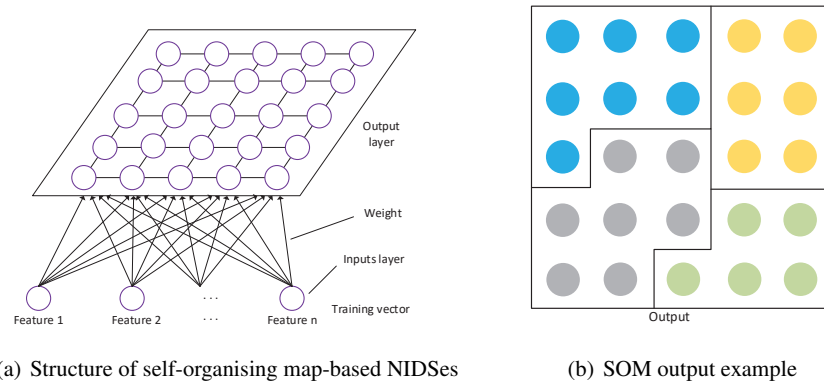 Output
layer
Weight
Inputs layer
Feature 1
Feature 2
. . .
. . .
Feature n
Training vector
Output
(a) Structure of self-organising map-based NIDSes
(b) SOM output example